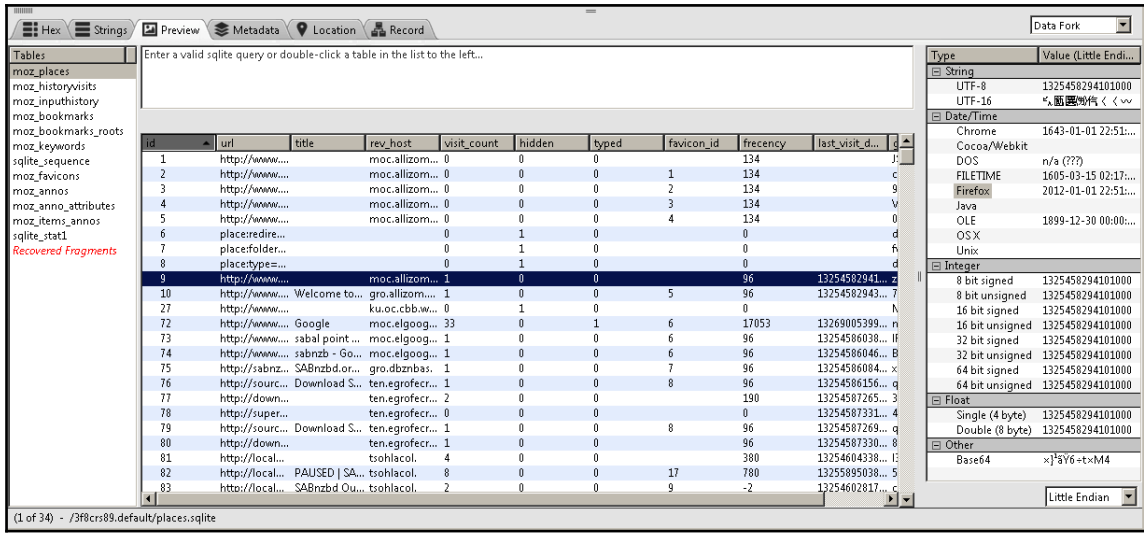 Hex Strings Preview Metadata Location Record Data Fork
Tables
moz_places
moz_historyvisits
moz_inputhistory
moz_bookmarks
moz_bookmarks_roots
moz_keywords
sqlite_sequence
moz_favicons
moz_annos
moz_anno_attributes
moz_items_annos
sqlite_stat1
Recovered Fragments
Enter a valid sqlite query or double-click a table in the list to the left...
id url title rev_host visit_count hidden typed favicon_id frecency last_visit_d... g
1 http://www.... moc.allizom... 0 0 0 134
2 http://www.... moc.allizom... 0 0 0 1 134 c
3 http://www.... moc.allizom... 0 0 0 2 134 9
4 http://www.... moc.allizom... 0 0 0 3 134 V
5 http://www.... moc.allizom... 0 0 0 4 134 0
6 place:redire... 0 1 0 0 d
7 place:folder... 0 1 0 0
8 place:type=... 0 1 0 0 d
9 http://www.... moc.allizom... 1 0 0 96 13254582941... z
10 http://www.... Welcome to... gro.allizom.... 1 0 0 5 96 13254582943... 7
27 http://www.... ku.oc.cbb.w... 0 1 0 0 N
72 http://www.... Google moc.elgoog... 33 0 1 6 17053 13269005399... n
73 http://www.... sabal point ... moc.elgoog... 1 0 0 6 96 13254586038...
74 http://www.... sabnzb - Go... moc.elgoog... 1 0 0 6 96 13254586046... B
75 http://sabnz... SABnzbd.or... gro.dbznbas. 1 0 0 7 96 13254586084... x
76 http://sourc... Download S... ten.egrofecr... 1 0 0 8 96 13254586156... q
77 http://down... ten.egrofecr... 2 0 0 190 13254587265... 3
78 http://super... ten.egrofecr... 0 0 0 0 13254587331... 4
79 http://sourc... Download S... ten.egrofecr... 1 0 0 8 96 13254587269... q
80 http://down... ten.egrofecr... 1 0 0 96 13254587330... 8
81 http://local... tsohlacol. 4 0 0 380 13254604338...
82 http://local... PAUSED | SA... tsohlacol. 8 0 0 17 780 13255895038... 5
83 http://local... SABnzbd Ou... tsohlacol. 2 0 0 9 -2 13254602817... c
Type Value (Little Endi...
String
UTF-8 1325458294101000
UTF-16
Date/Time
Chrome 1643-01-01 22:51:...
Cocoa/Webkit
DOS n/a (???)
FILETIME 1605-03-15 02:17:...
Firefox 2012-01-01 22:51:...
Java
OLE 1899-12-30 00:00:...
OS X
Unix
Integer
8 bit signed 1325458294101000
8 bit unsigned 1325458294101000
16 bit signed 1325458294101000
16 bit unsigned 1325458294101000
32 bit signed 1325458294101000
32 bit unsigned 1325458294101000
64 bit signed 1325458294101000
64 bit unsigned 1325458294101000
Float
Single (4 byte) 1325458294101000
Double (8 byte) 1325458294101000
Other
Base64
Little Endian
(1 of 34) - /3f8crs89.default/places.sqlite